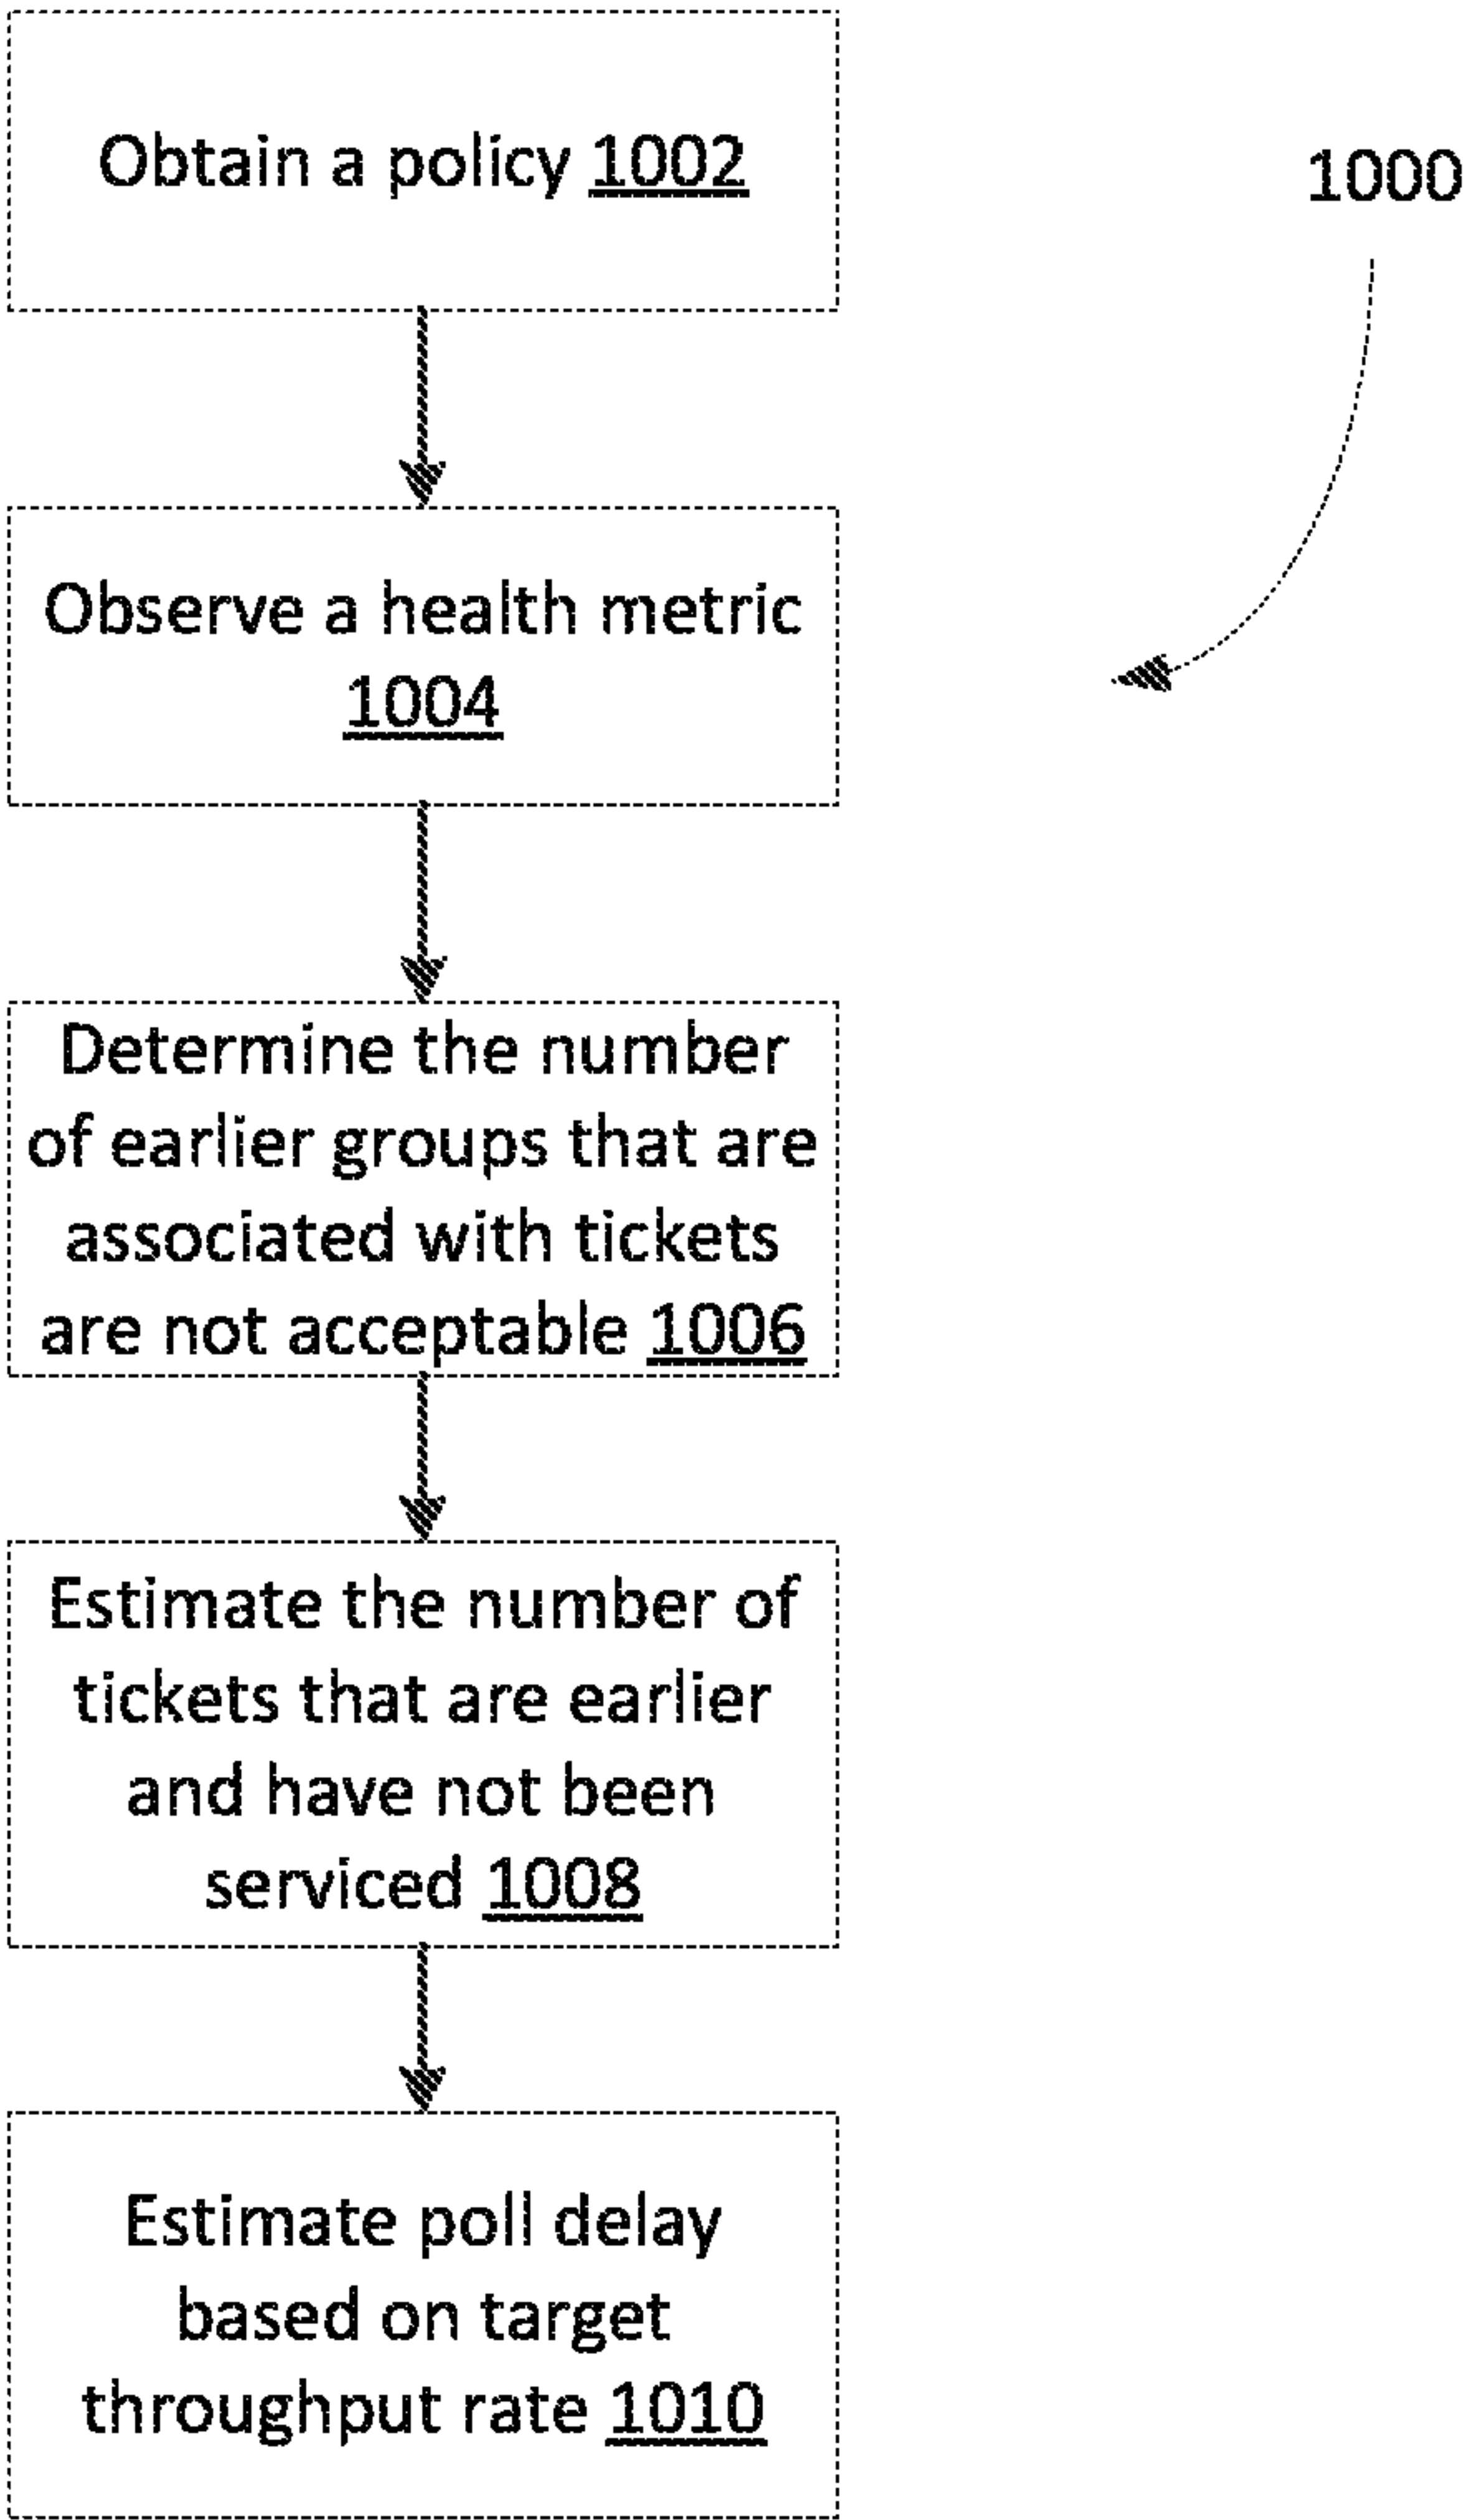 Obtain a policy 1002
1000
Observe a health metric
1004
Determine the number
of earlier groups that are
associated with tickets
are not acceptable 1006
Estimate the number of
tickets that are earlier
and have not been
serviced 1008
Estimate poll delay
based on target
throughput rate 1010